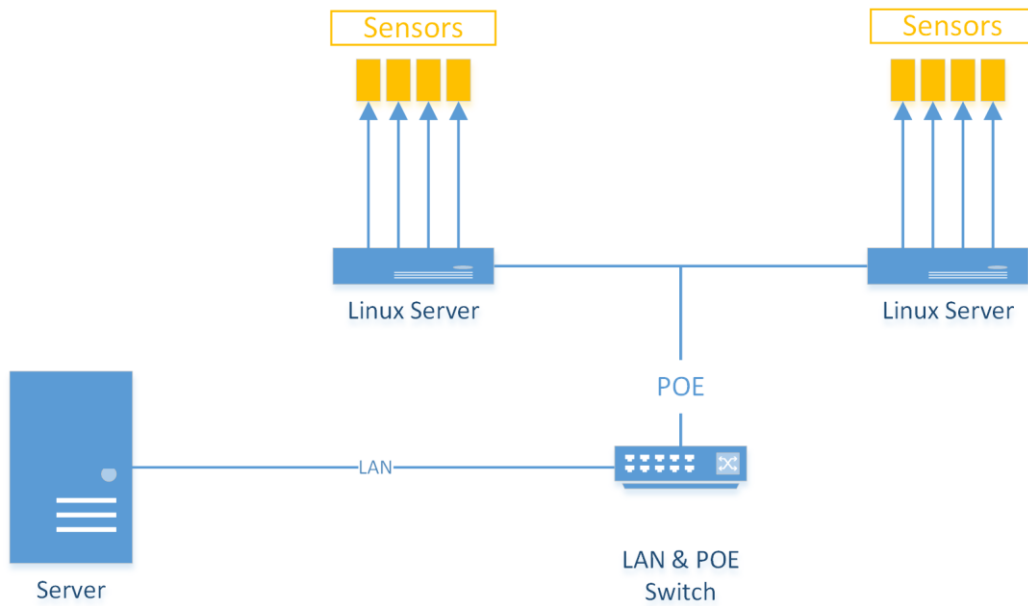 Sensors
Sensors
Linux Server
Linux Server
POE
LAN
LAN & POE
Switch
Server